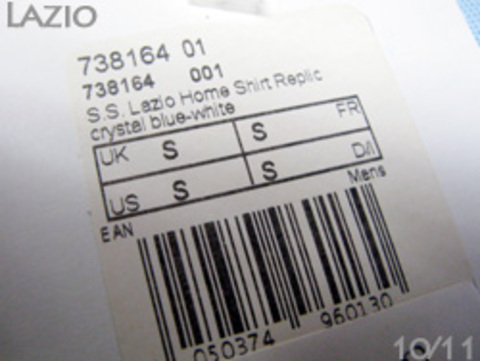 LAZIO
738164 01
738164 001
S.S. Lazio Home Shirt Replic
crystal blue-white
UK S S FR
US S S D/I
EAN Mens
050374 960130
10/11